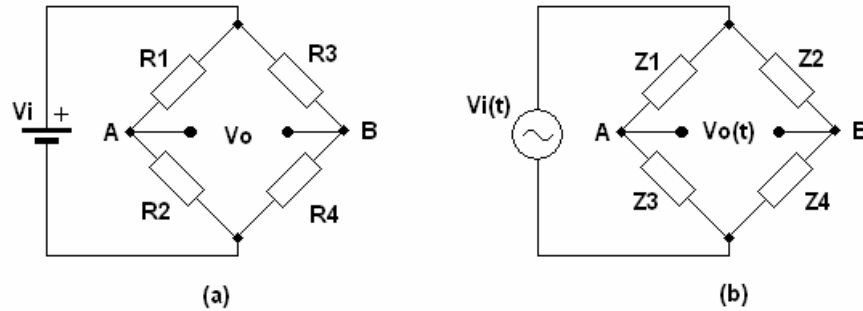 R1
R3
Vi
+
A
Vo
B
R2
R4
(a)
Z1
Z2
Vi(t)
A
Vo(t)
B
Z3
Z4
(b)